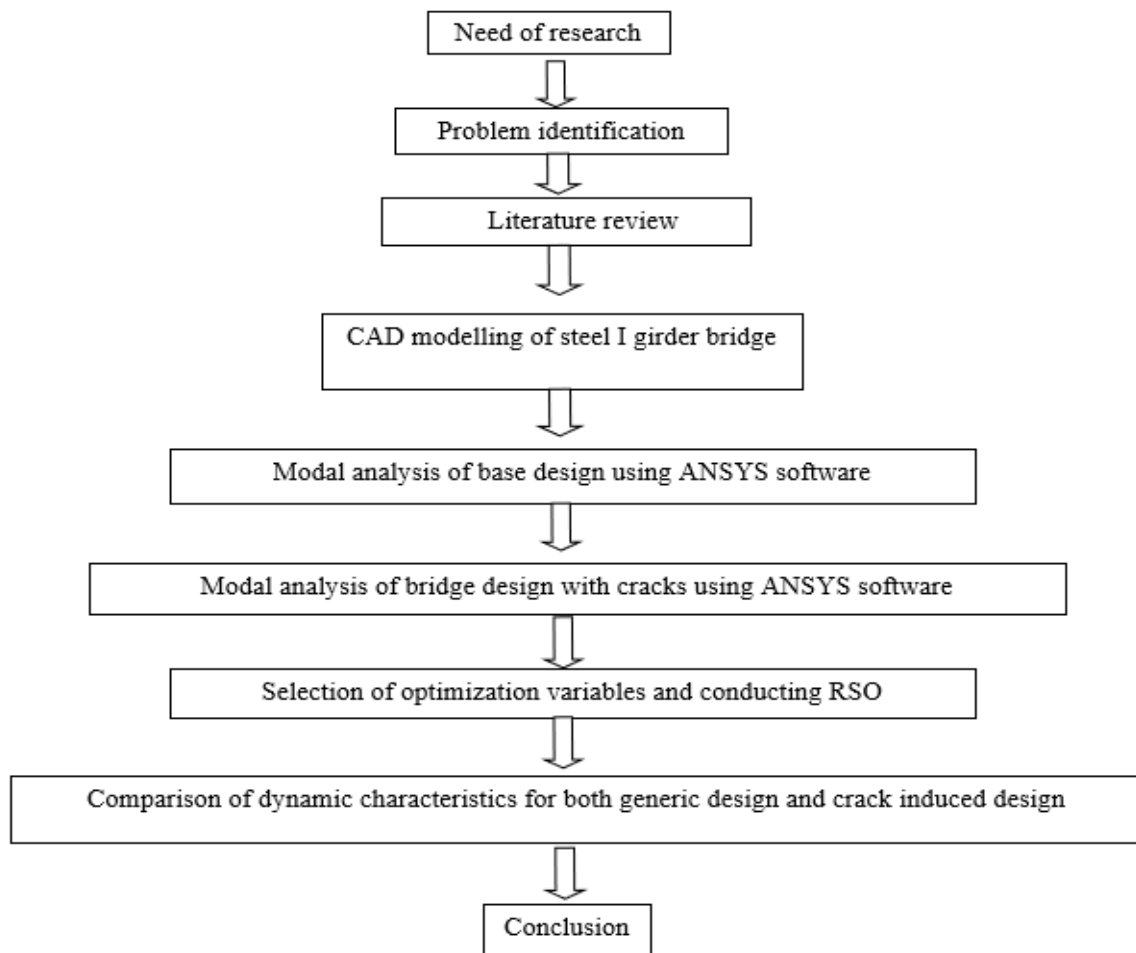 Need of research
Problem identification
Literature review
CAD modelling of steel I girder bridge
Modal analysis of base design using ANSYS software
Modal analysis of bridge design with cracks using ANSYS software
Selection of optimization variables and conducting RSO
Comparison of dynamic characteristics for both generic design and crack induced design
Conclusion